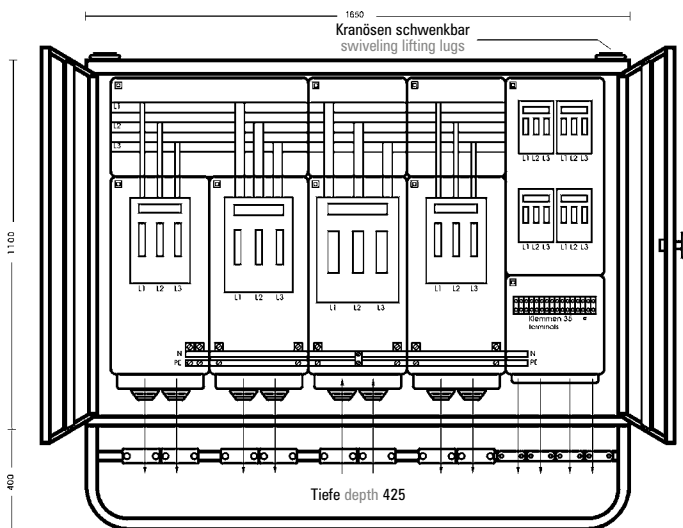 1650
Kranösen schwenkbar
swiveling lifting lugs
L1
L2
L3
L1 L2 L3 L1 L2 L3
L1 L2 L3 L1 L2 L3
L1 L2 L3
L1 L2 L3
L1 L2 L3
L1 L2 L3
1100
Klemmen 35
terminals
N
PE
N
PE
400
Tiefe depth 425